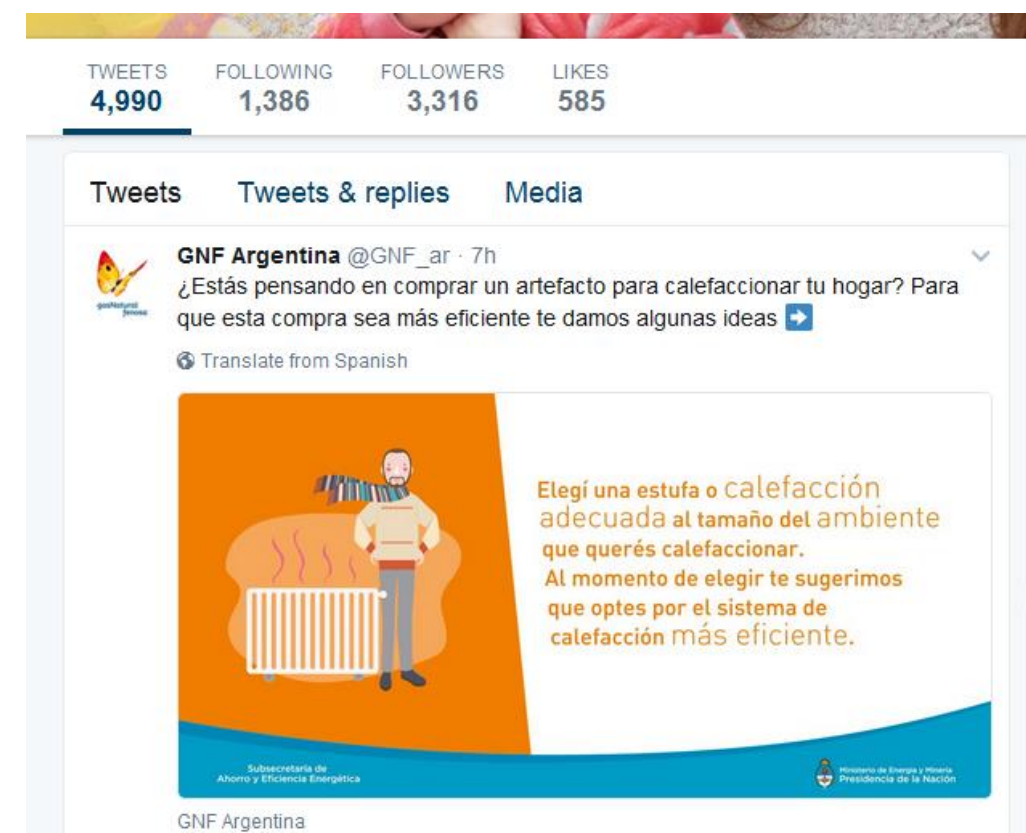 TWEETS FOLLOWING FOLLOWERS LIKES
4,990 1,386 3,316 585
Tweets Tweets & replies Media
GNF Argentina @GNF_ar · 7h
¿Estás pensando en comprar un artefacto para calefaccionar tu hogar? Para
que esta compra sea más eficiente te damos algunas ideas ➡
gasNatural
fenosa
Translate from Spanish
Elegí una estufa o calefacción
adecuada al tamaño del ambiente
que querés calefaccionar.
Al momento de elegir te sugerimos
que optes por el sistema de
calefacción más eficiente.
Subsecretaría de
Ahorro y Eficiencia Energética
Ministerio de Energía y Minería
Presidencia de la Nación
GNF Argentina